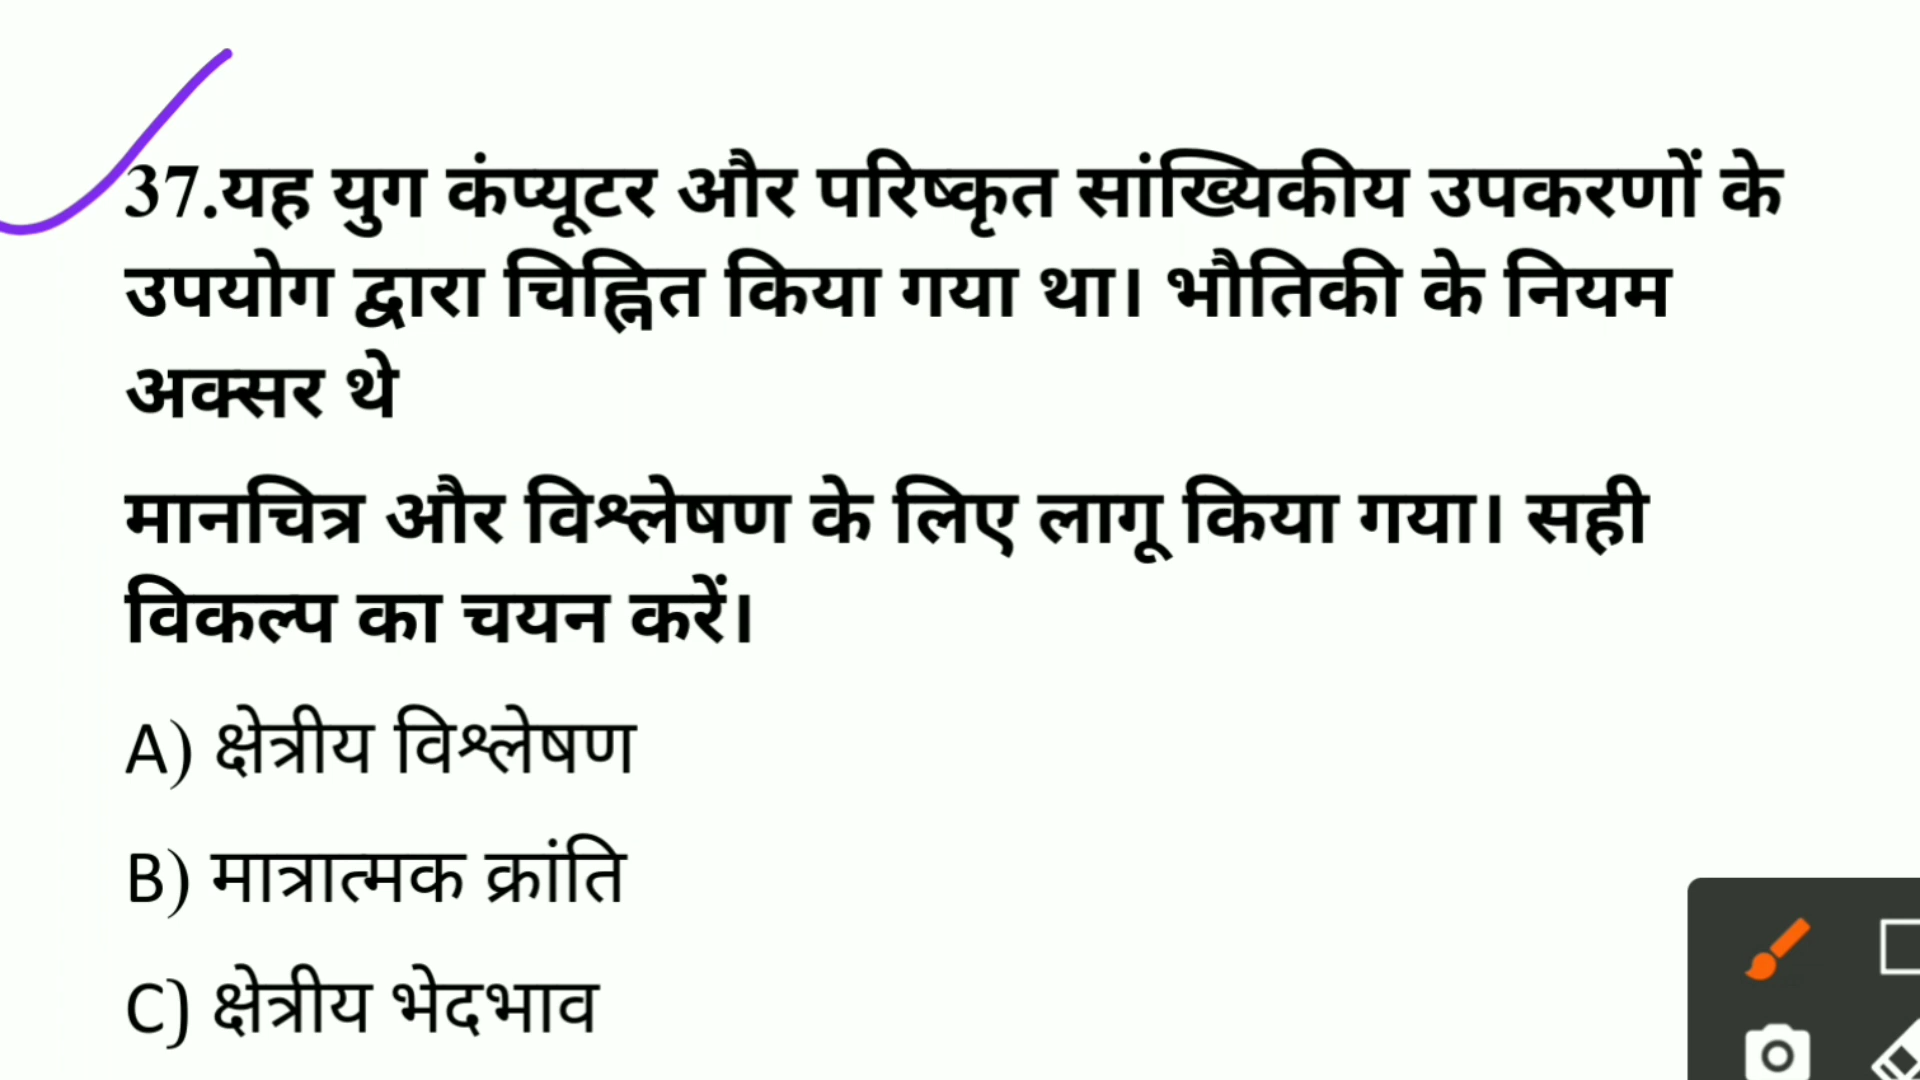 37.यह युग कंप्यूटर और परिष्कृत सांख्यिकीय उपकरणों के
उपयोग द्वारा चिह्नित किया गया था। भौतिकी के नियम
अक्सर थे
मानचित्र और विश्लेषण के लिए लागू किया गया। सही
विकल्प का चयन करें।
A) क्षेत्रीय विश्लेषण
B) मात्रात्मक क्रांति
C) क्षेत्रीय भेदभाव